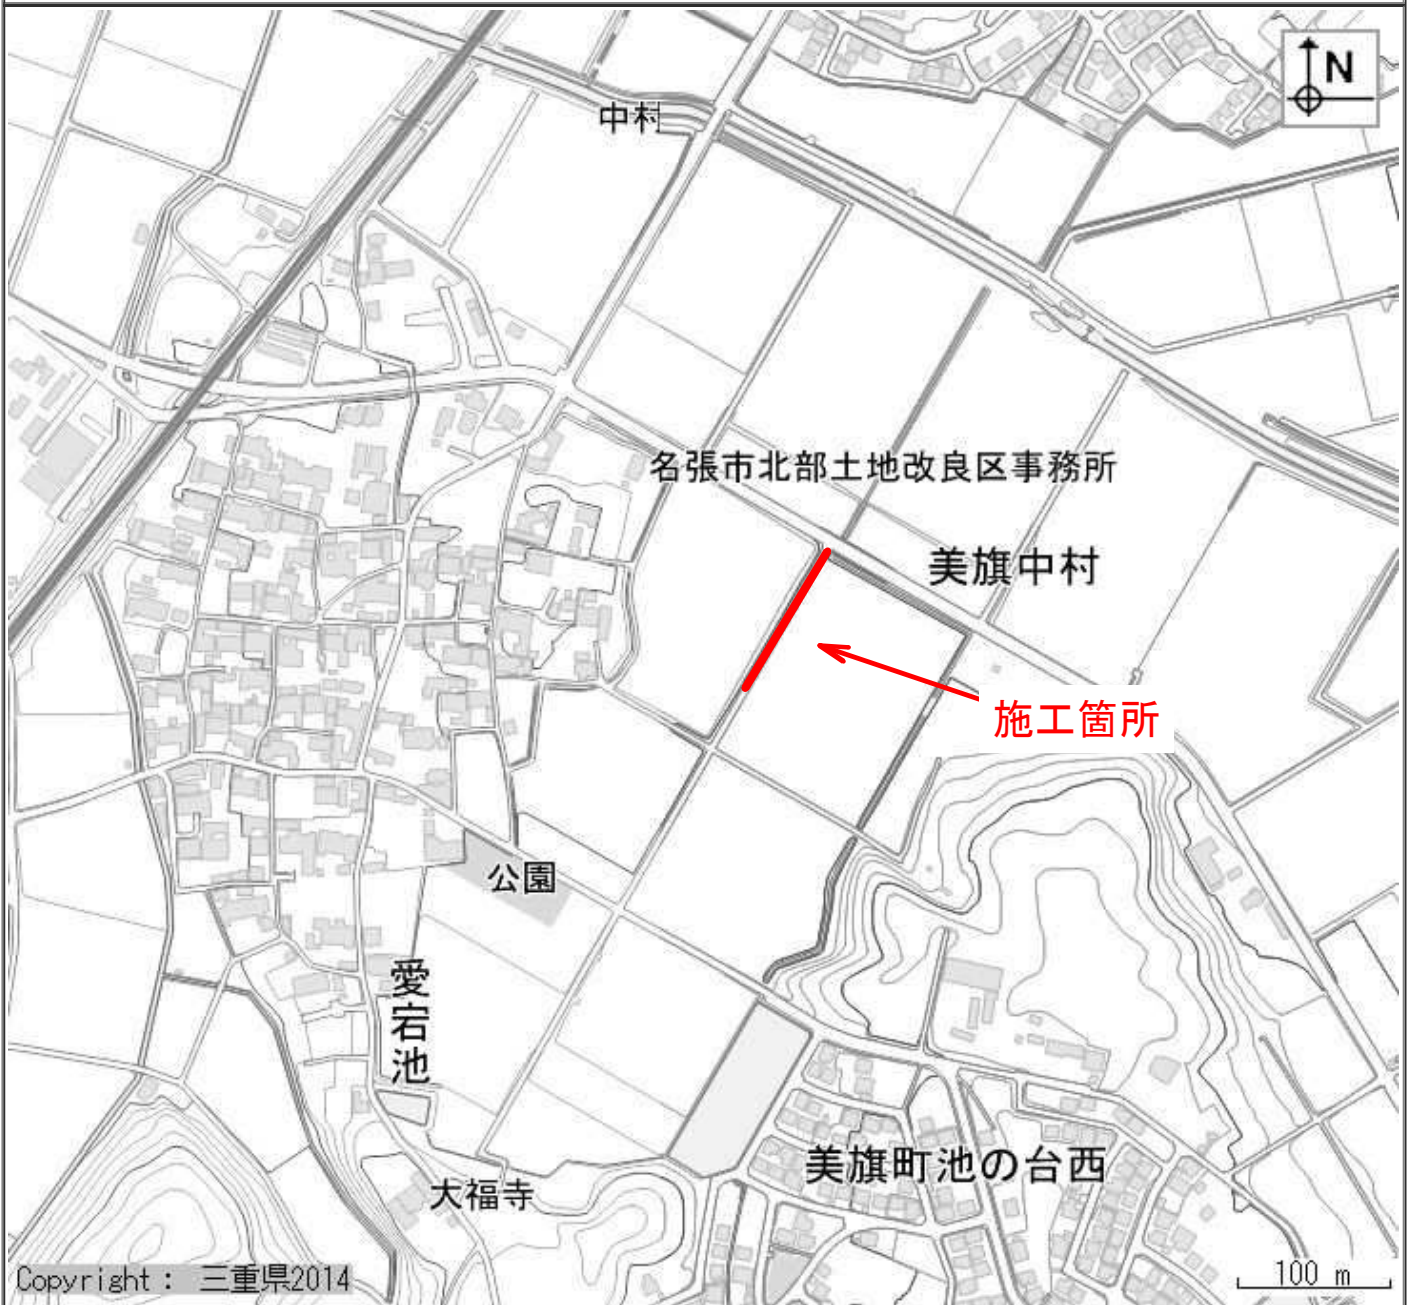 N
中村
名張市北部土地改良区事務所
美旗中村
施工箇所
公園
愛宕池
美旗町池の台西
大福寺
Copyright : 三重県2014
100 m